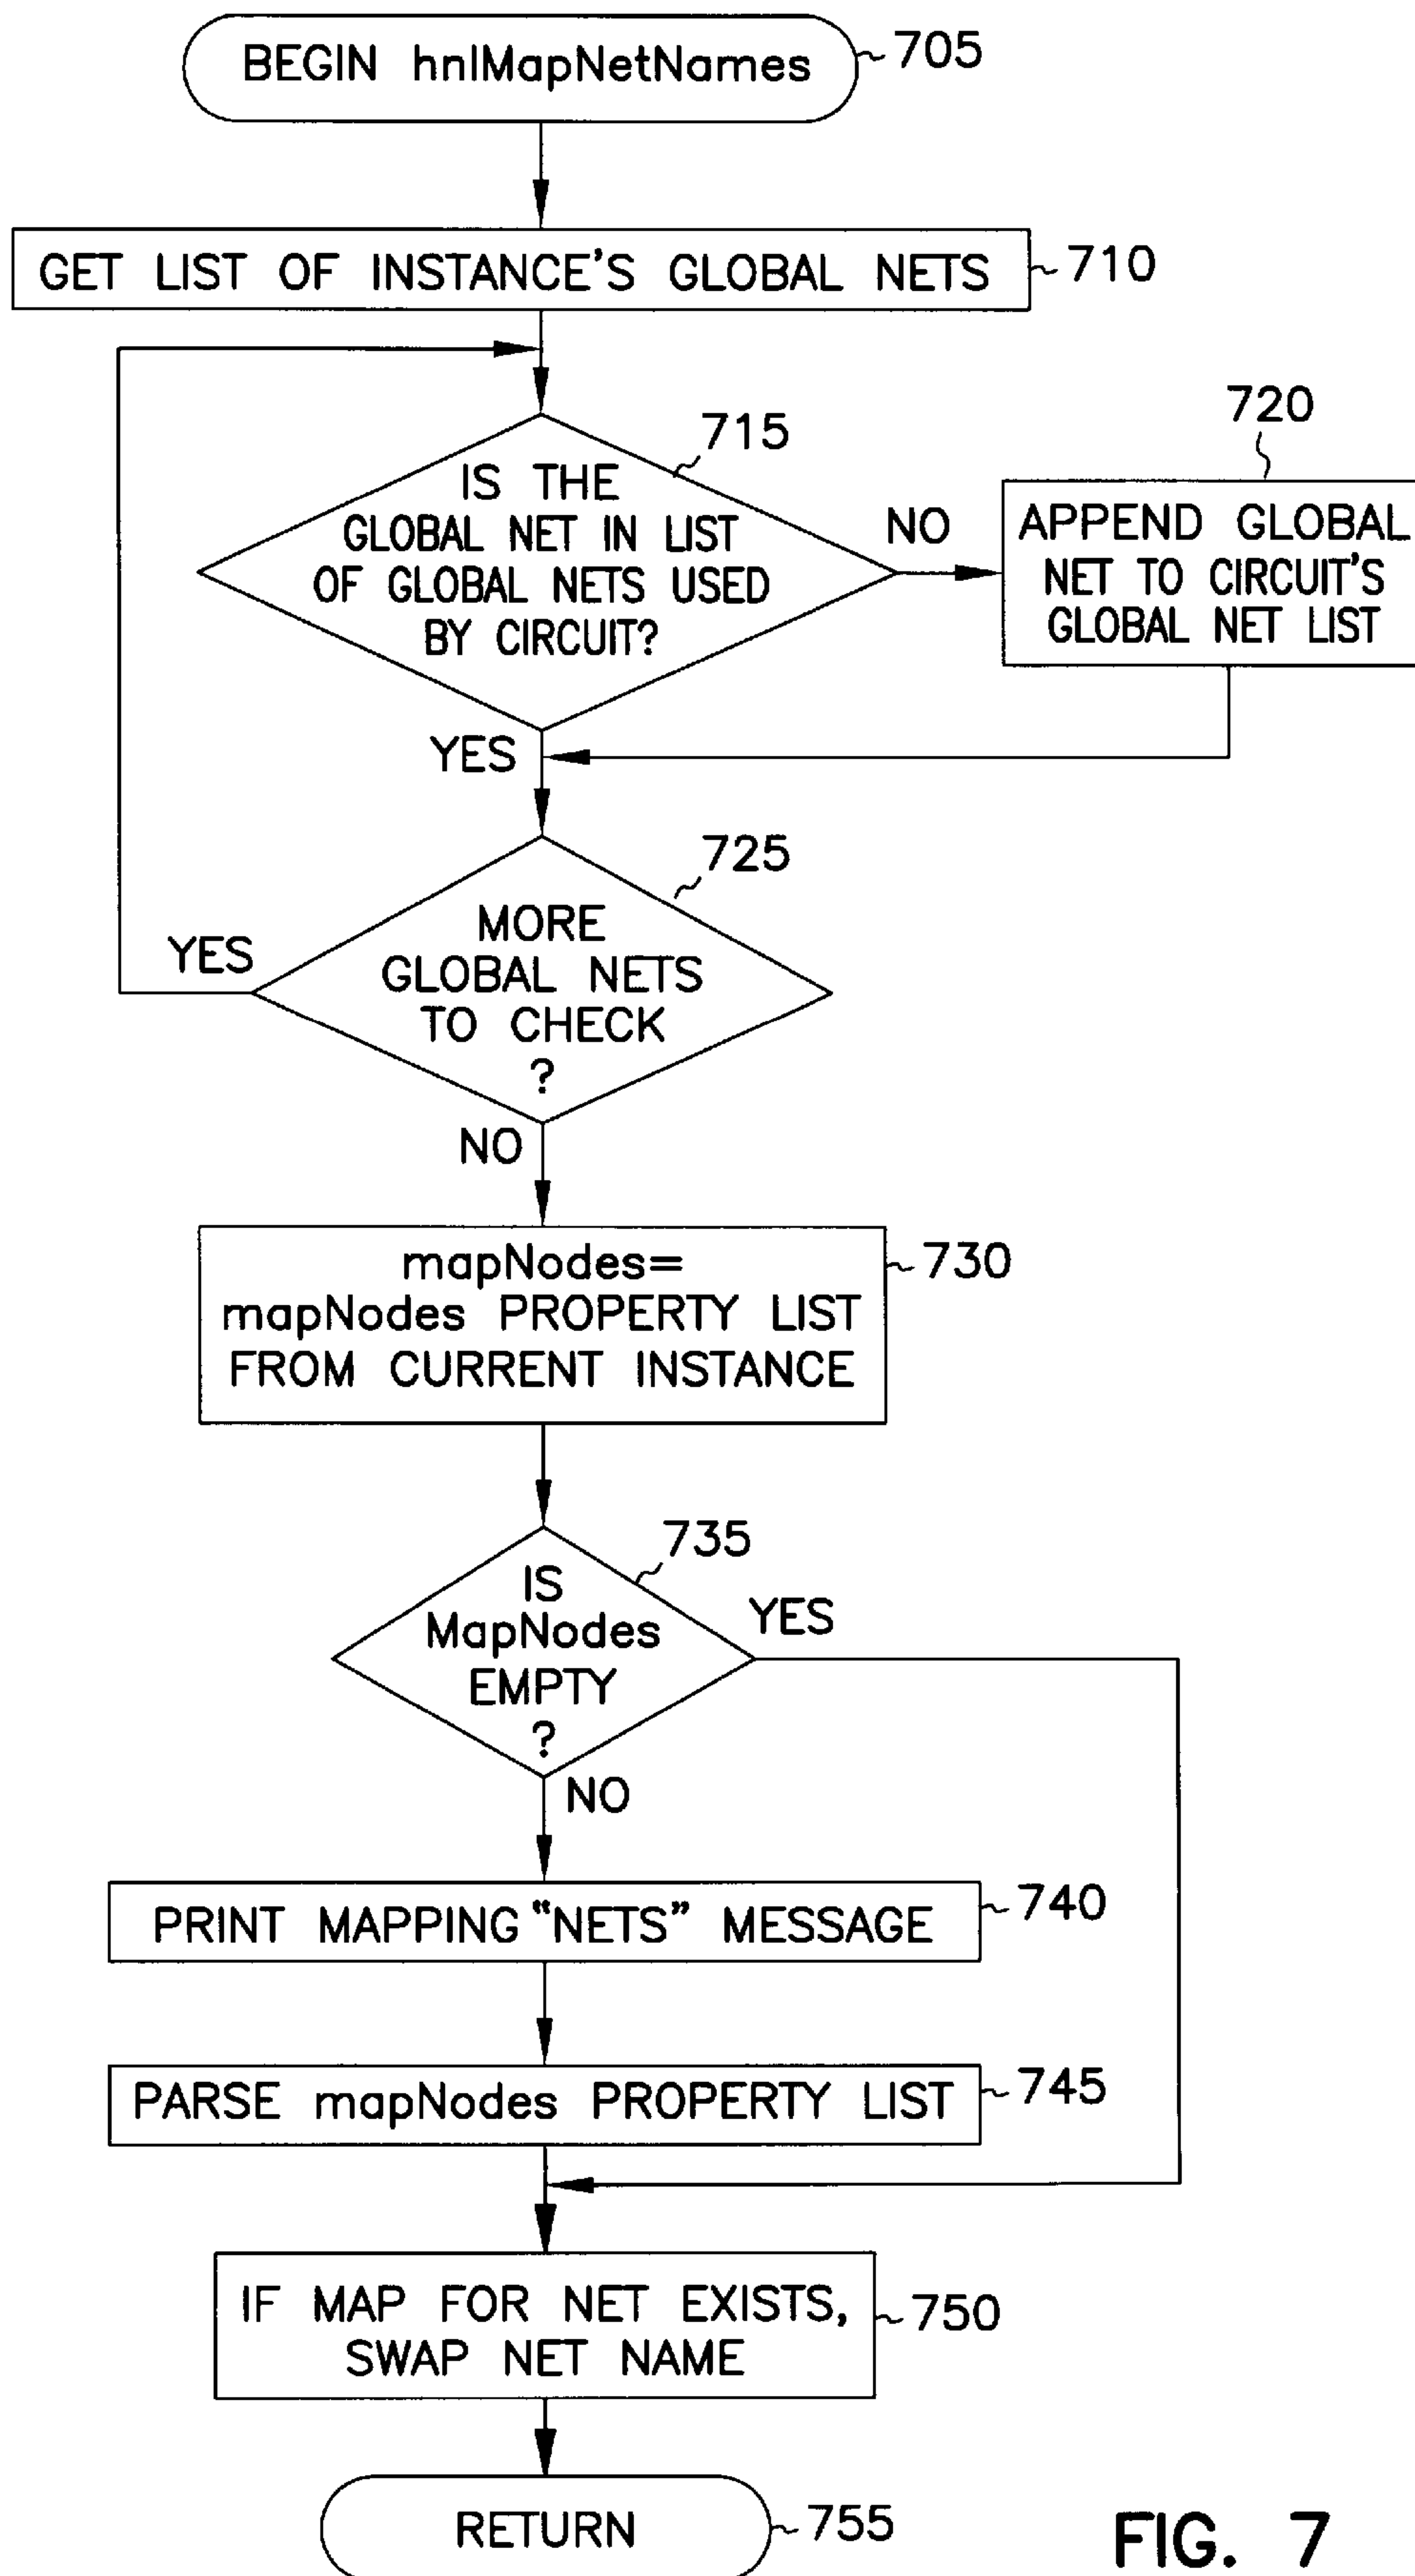 BEGIN hnlMapNetNames
705
GET LIST OF INSTANCE'S GLOBAL NETS
710
715
IS THE
GLOBAL NET IN LIST
OF GLOBAL NETS USED
BY CIRCUIT?
NO
720
APPEND GLOBAL
NET TO CIRCUIT'S
GLOBAL NET LIST
YES
725
MORE
GLOBAL NETS
TO CHECK
?
YES
NO
mapNodes=
mapNodes PROPERTY LIST
FROM CURRENT INSTANCE
730
735
IS
MapNodes
EMPTY
?
YES
NO
PRINT MAPPING "NETS" MESSAGE
740
PARSE mapNodes PROPERTY LIST
745
IF MAP FOR NET EXISTS,
SWAP NET NAME
750
RETURN
755
FIG. 7